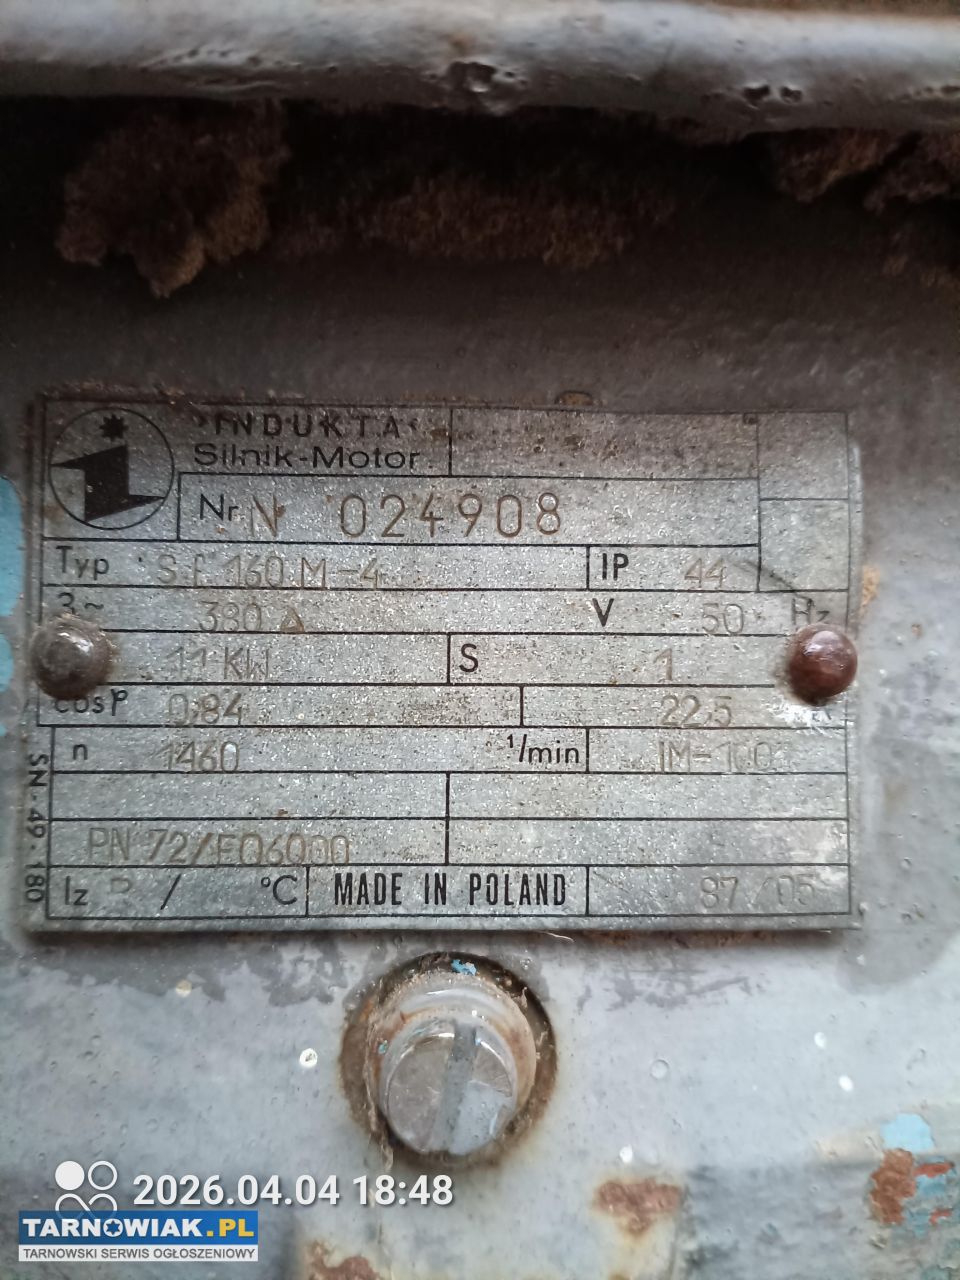 INDUKTA
Silnik-Motor
Nr N 024908
Typ Sf 160 M-4 IP 44
3~ 380 Δ V 50 Hz
11 KW S 1
cosφ 0,84 22,5
n 1460 1/min IM-1001
PN 72/E06000
Iz / °C MADE IN POLAND 87/05
SN-49-180
2026.04.04 18:48
TARNOWIAK.PL
TARNOWSKI SERWIS OGŁOSZENIOWY